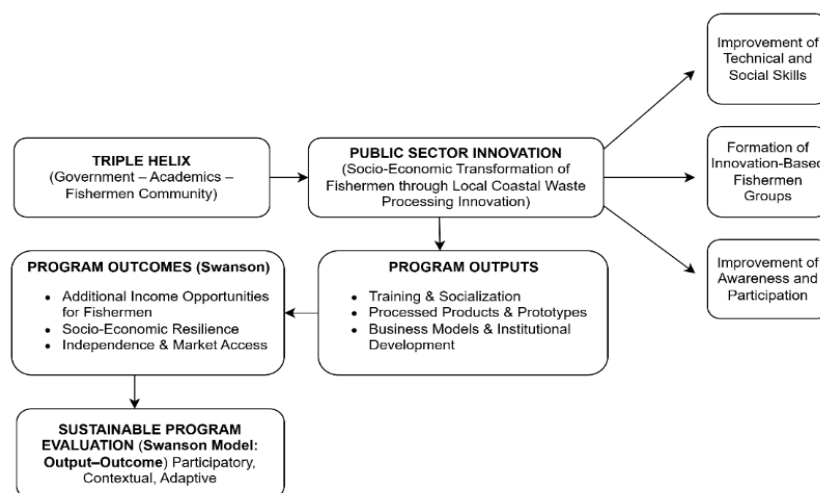 Improvement of
Technical and
Social Skills
TRIPLE HELIX
(Government – Academics –
Fishermen Community)
PUBLIC SECTOR INNOVATION
(Socio-Economic Transformation of
Fishermen through Local Coastal Waste
Processing Innovation)
Formation of
Innovation-Based
Fishermen
Groups
Improvement of
Awareness and
Participation
PROGRAM OUTCOMES (Swanson)
• Additional Income Opportunities
for Fishermen
• Socio-Economic Resilience
• Independence & Market Access
PROGRAM OUTPUTS
• Training & Socialization
• Processed Products & Prototypes
• Business Models & Institutional
Development
SUSTAINABLE PROGRAM
EVALUATION (Swanson Model:
Output–Outcome) Participatory,
Contextual, Adaptive